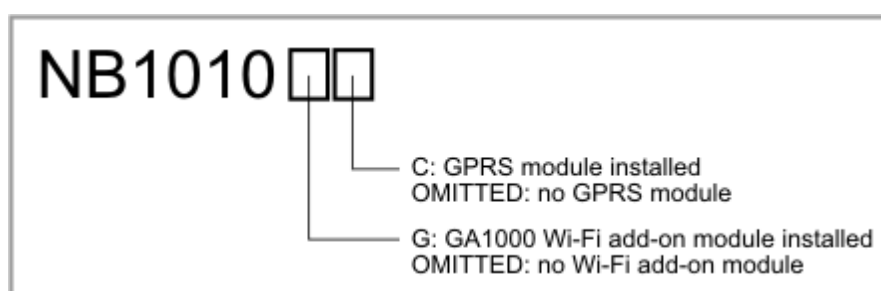 NB1010
C: GPRS module installed
OMITTED: no GPRS module
G: GA1000 Wi-Fi add-on module installed
OMITTED: no Wi-Fi add-on module